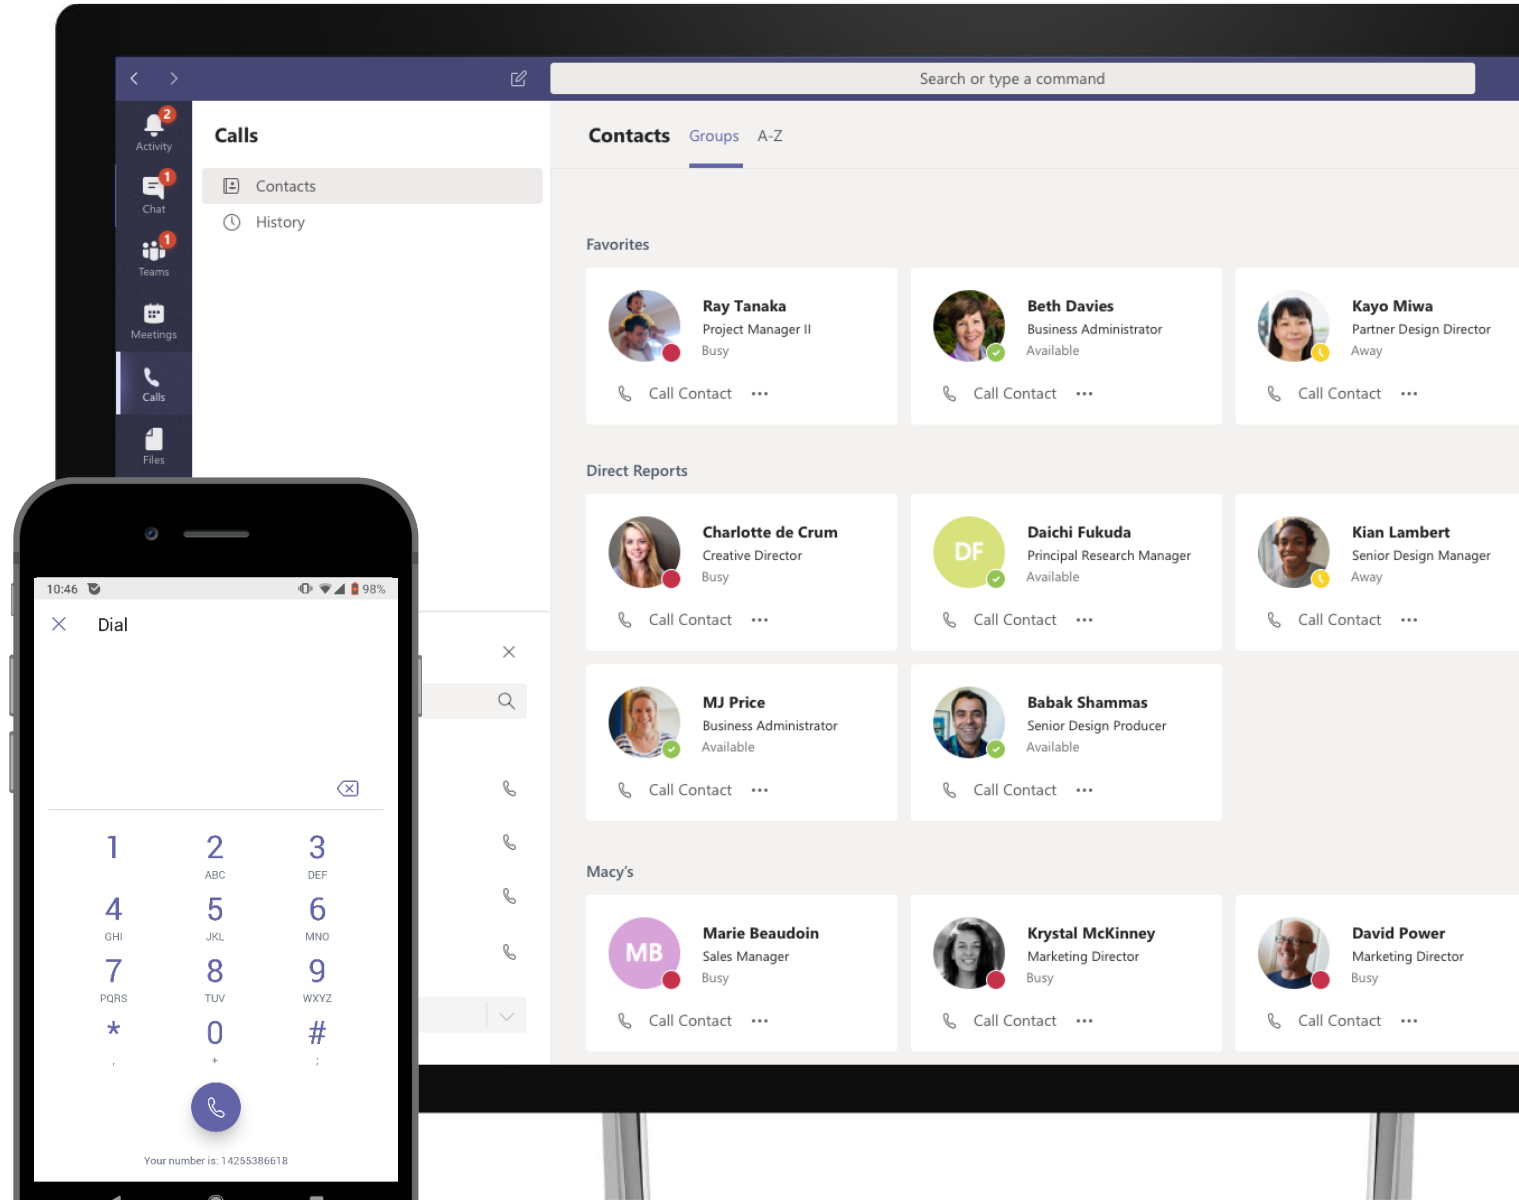 Search or type a command
2
Activity
1
Chat
1
Teams
Meetings
Calls
Files
Calls
Contacts
History
Contacts Groups A-Z
Favorites
Ray Tanaka
Project Manager II
Busy
Call Contact
Beth Davies
Business Administrator
Available
Call Contact
Kayo Miwa
Partner Design Director
Away
Call Contact
Direct Reports
Charlotte de Crum
Creative Director
Busy
Call Contact
DF
Daichi Fukuda
Principal Research Manager
Available
Call Contact
Kian Lambert
Senior Design Manager
Away
Call Contact
MJ Price
Business Administrator
Available
Call Contact
Babak Shammas
Senior Design Producer
Available
Call Contact
Macy's
MB
Marie Beaudoin
Sales Manager
Busy
Call Contact
Krystal McKinney
Marketing Director
Busy
Call Contact
David Power
Marketing Director
Busy
Call Contact
10:46 98%
Dial
1 2 3
ABC DEF
4 5 6
GHI JKL MNO
7 8 9
PQRS TUV WXYZ
* 0 #
, + ;
Your number is: 14255386618